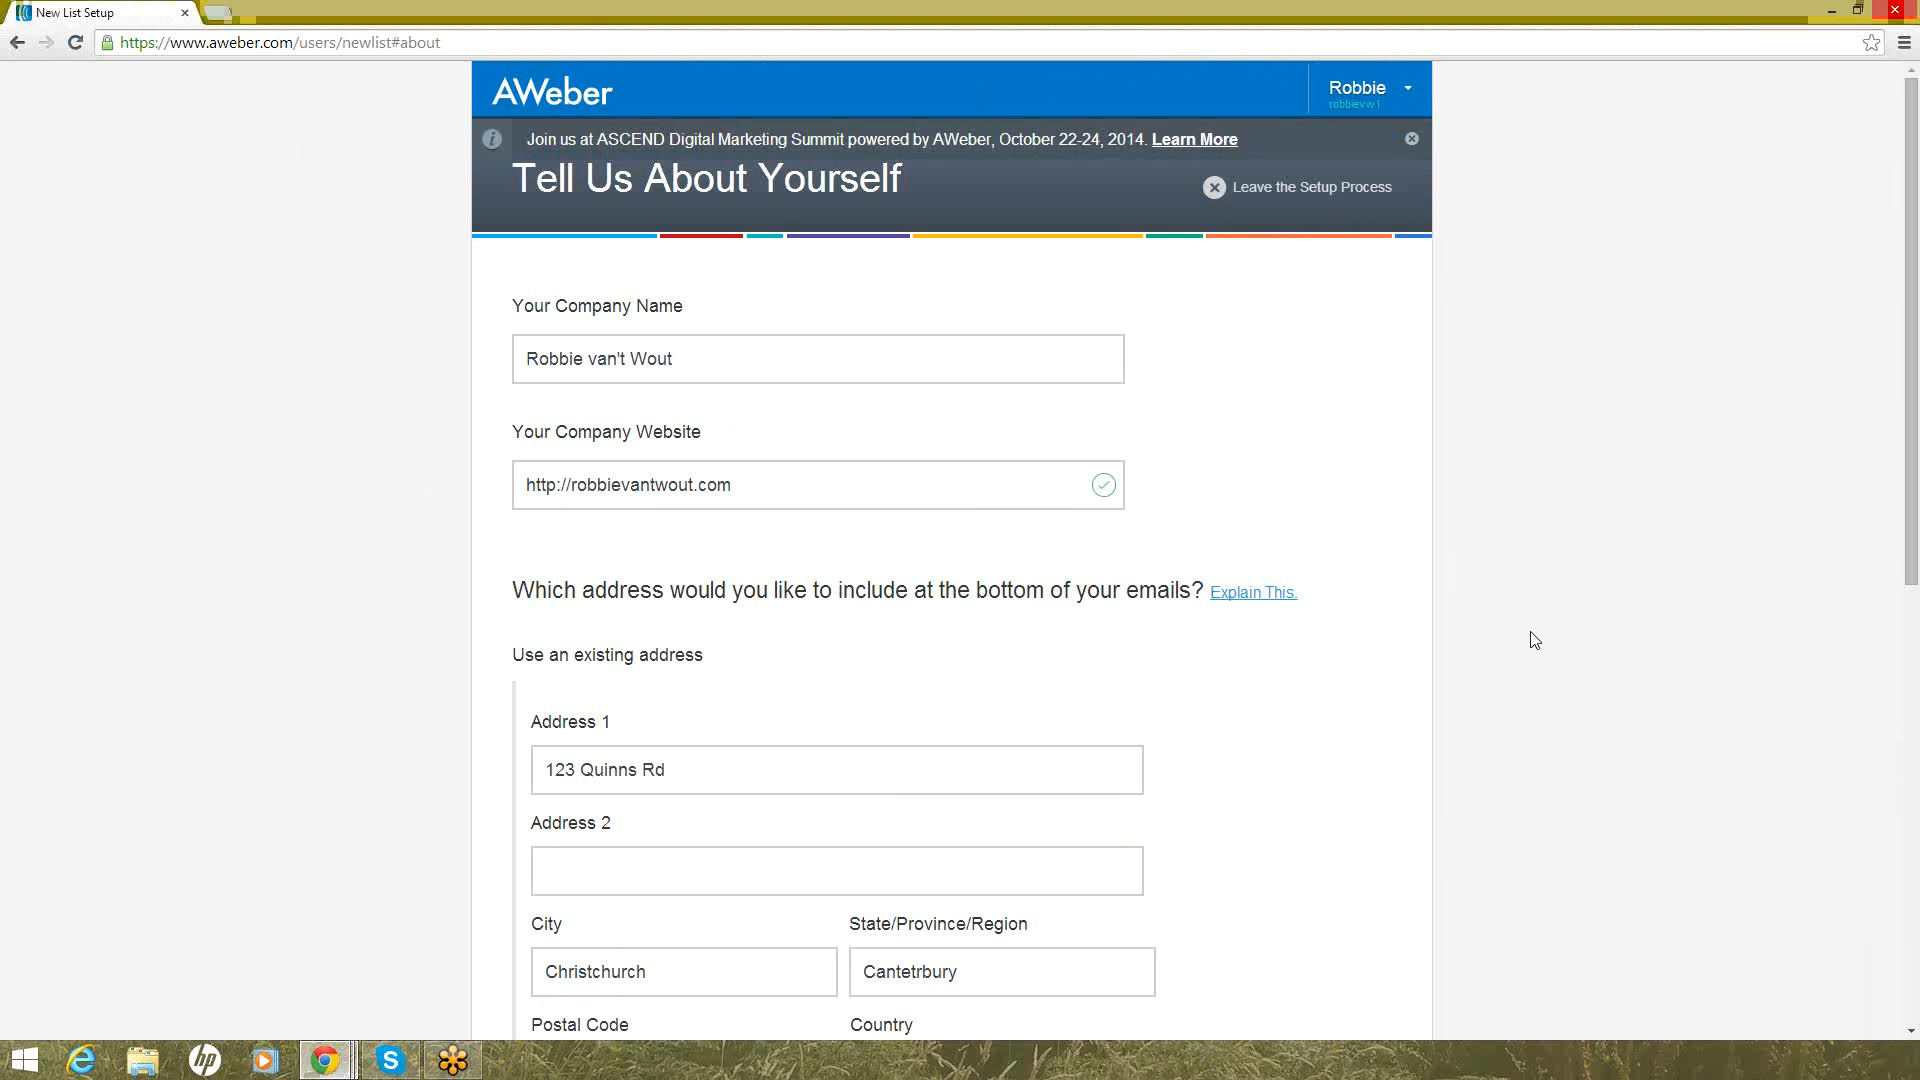 New List Setup
https://www.aweber.com/users/newlist#about
AWeber
Robbie
robbievw1
Join us at ASCEND Digital Marketing Summit powered by AWeber, October 22-24, 2014. Learn More
Tell Us About Yourself
Leave the Setup Process
Your Company Name
Robbie van't Wout
Your Company Website
http://robbievantwout.com
Which address would you like to include at the bottom of your emails? Explain This.
Use an existing address
Address 1
123 Quinns Rd
Address 2
City State/Province/Region
Christchurch Cantetrbury
Postal Code Country
hp